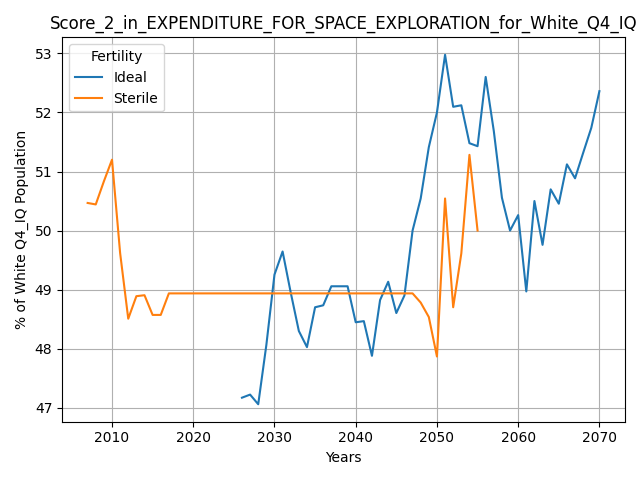 Score_2_in_EXPENDITURE_FOR_SPACE_EXPLORATION_for_White_Q4_IQ
Fertility
Ideal
Sterile
% of White Q4_IQ Population
53
52
51
50
49
48
47
2010 2020 2030 2040 2050 2060 2070
Years